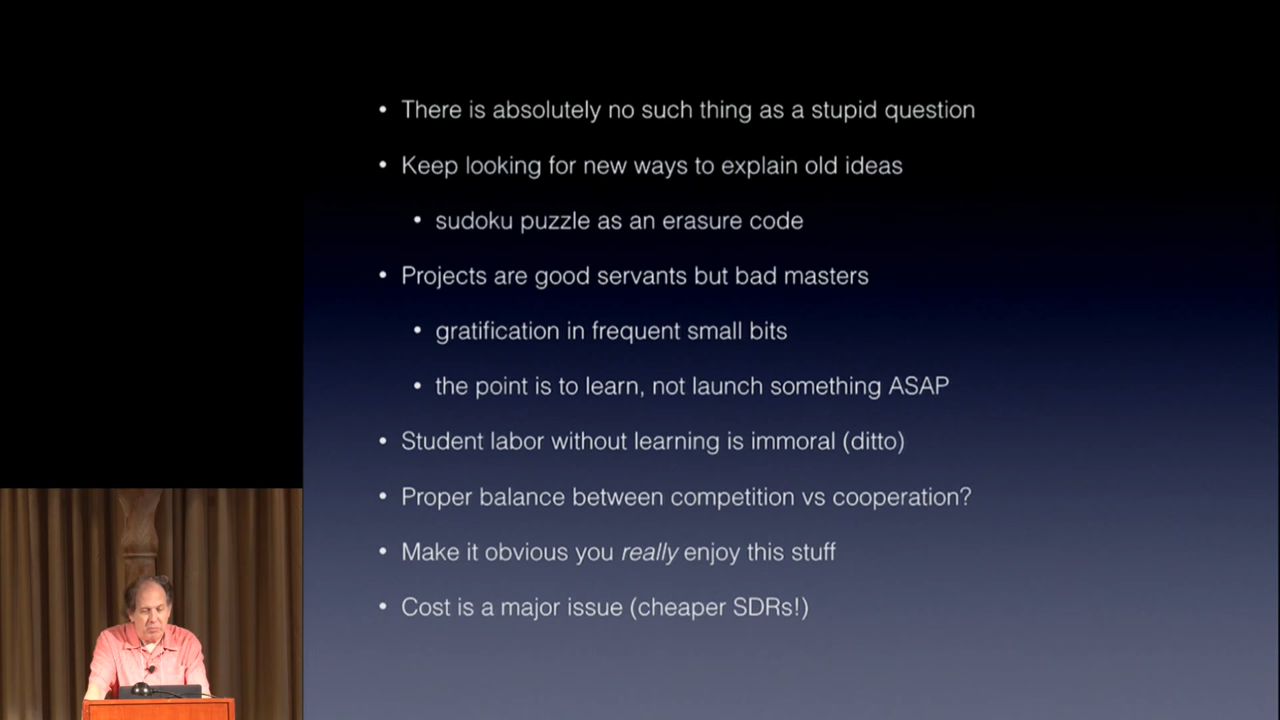 • There is absolutely no such thing as a stupid question
• Keep looking for new ways to explain old ideas
• sudoku puzzle as an erasure code
• Projects are good servants but bad masters
• gratification in frequent small bits
• the point is to learn, not launch something ASAP
• Student labor without learning is immoral (ditto)
• Proper balance between competition vs cooperation?
• Make it obvious you really enjoy this stuff
• Cost is a major issue (cheaper SDRs!)